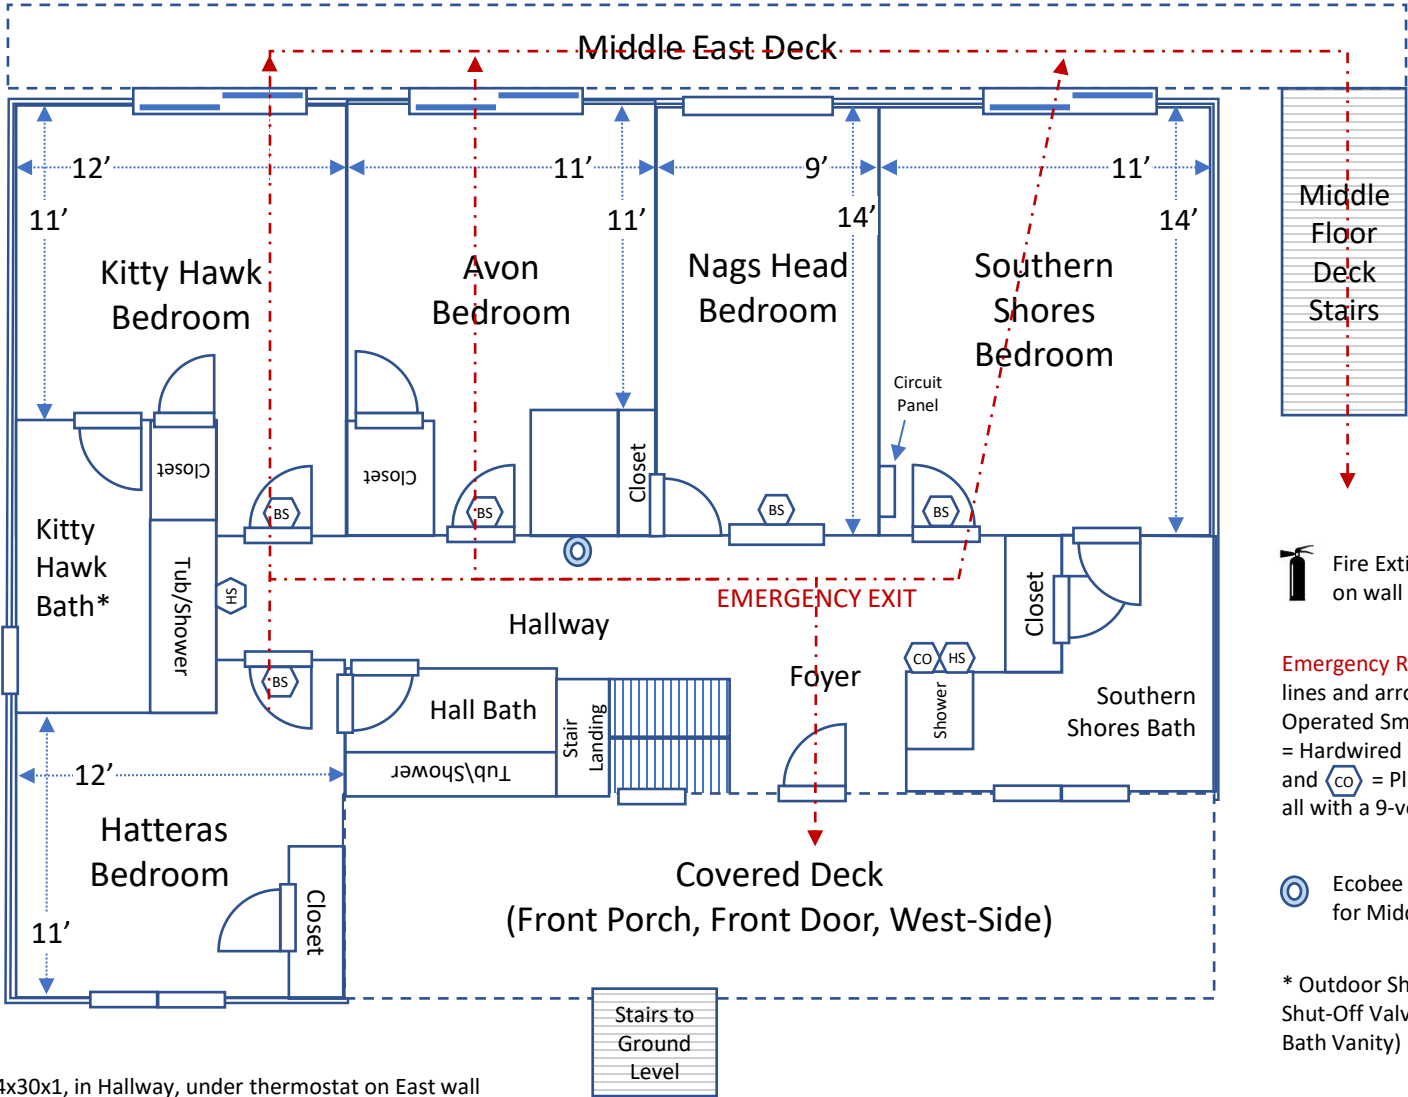 Middle East Deck
12’
11’
9’
11’
11’
11’
14’
14’
Kitty Hawk
Bedroom
Avon
Bedroom
Nags Head
Bedroom
Southern
Shores
Bedroom
Middle
Floor
Deck
Stairs
Circuit
Panel
Closet
Closet
Closet
BS
BS
BS
BS
Kitty
Hawk
Bath*
Tub/Shower
HS
EMERGENCY EXIT
Hallway
Foyer
Closet
CO
HS
BS
Hall Bath
Stair
Landing
Shower
Southern
Shores Bath
Tub\Shower
12’
Hatteras
Bedroom
Closet
11’
Covered Deck
(Front Porch, Front Door, West-Side)
Stairs to
Ground
Level
4x30x1, in Hallway, under thermostat on East wall
Fire Exti
on wall
Emergency R
lines and arro
Operated Sm
= Hardwired
and CO = Pl
all with a 9-v
Ecobee
for Midd
* Outdoor Sh
Shut-Off Valv
Bath Vanity)